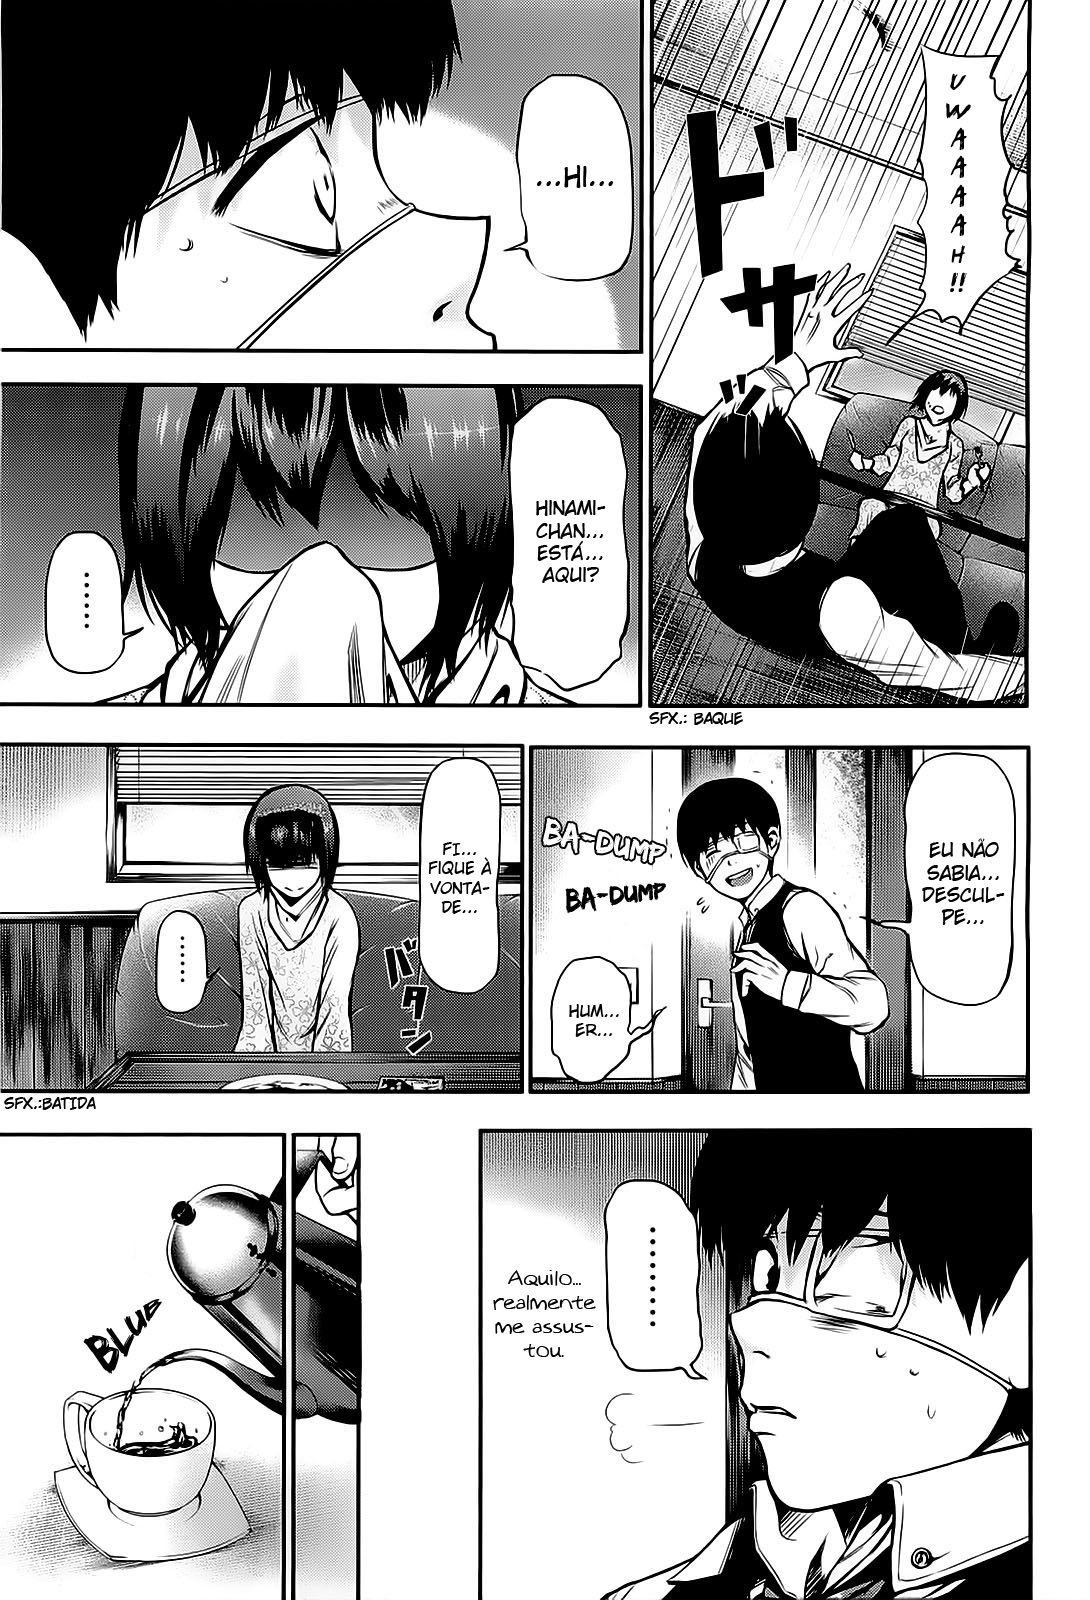 UWAAAAH!!
ドサッ
SFX.: BAQUE
...HI...
HINAMI-
CHAN...
ESTÁ...
AQUI?
......
EU NÃO
SABIA...
DESCUL-
PE...
BA-DUMP
BA-DUMP
HUM...
ER...
FI...
FIQUE À
VONTA-
DE...
......
バタン
SFX.:BATIDA
.......
Aquilo...
realmente
me assus-
tou.
BLUB